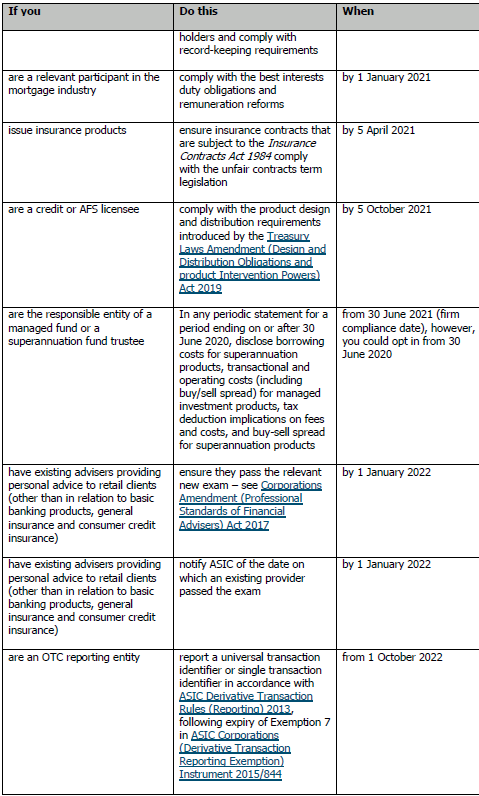 If you
Do this
When
holders and comply with
record-keeping requirements
are a relevant participant in the
mortgage industry
comply with the best interests
duty obligations and
remuneration reforms
by 1 January 2021
issue insurance products
ensure insurance contracts that
are subject to the Insurance
Contracts Act 1984 comply
with the unfair contracts term
legislation
by 5 April 2021
are a credit or AFS licensee
comply with the product design
and distribution requirements
introduced by the Treasury
Laws Amendment (Design and
Distribution Obligations and
product Intervention Powers)
Act 2019
by 5 October 2021
are the responsible entity of a
managed fund or a
superannuation fund trustee
In any periodic statement for a
period ending on or after 30
June 2020, disclose borrowing
costs for superannuation
products, transactional and
operating costs (including
buy/sell spread) for managed
investment products, tax
deduction implications on fees
and costs, and buy-sell spread
for superannuation products
from 30 June 2021 (firm
compliance date), however,
you could opt in from 30
June 2020
have existing advisers providing
personal advice to retail clients
(other than in relation to basic
banking products, general
insurance and consumer credit
insurance)
ensure they pass the relevant
new exam – see Corporations
Amendment (Professional
Standards of Financial
Advisers) Act 2017
by 1 January 2022
have existing advisers providing
personal advice to retail clients
(other than in relation to basic
banking products, general
insurance and consumer credit
insurance)
notify ASIC of the date on
which an existing provider
passed the exam
by 1 January 2022
are an OTC reporting entity
report a universal transaction
identifier or single transaction
identifier in accordance with
ASIC Derivative Transaction
Rules (Reporting) 2013,
following expiry of Exemption 7
in ASIC Corporations
(Derivative Transaction
Reporting Exemption)
Instrument 2015/844
from 1 October 2022